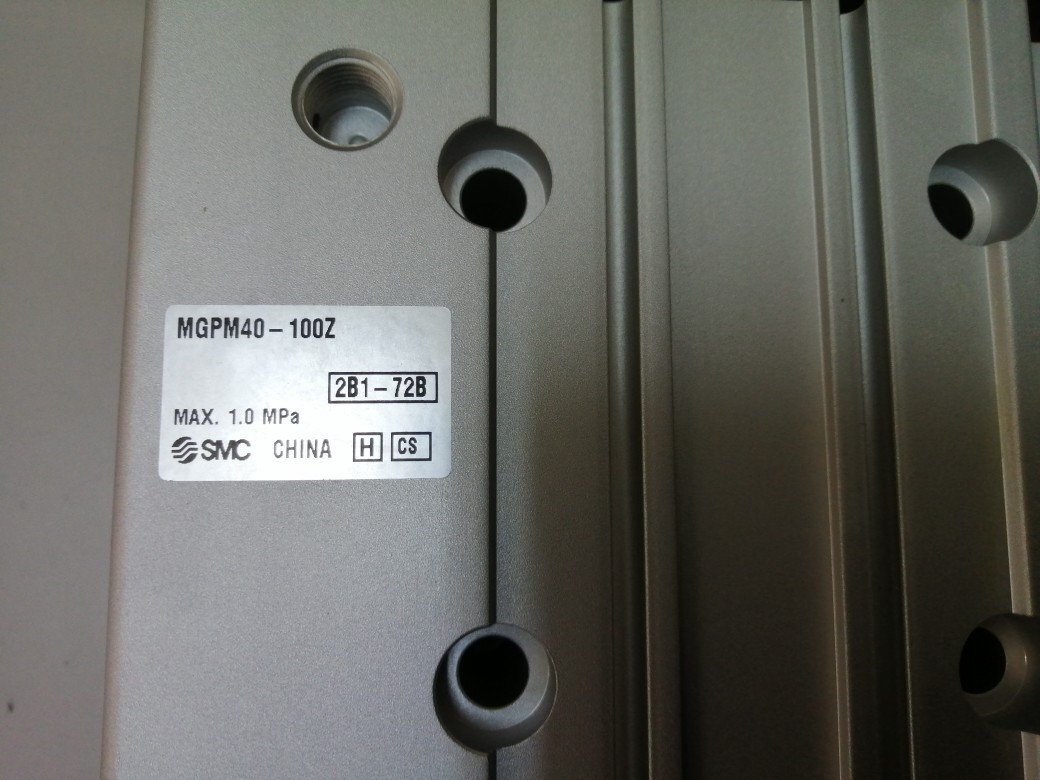 MGPM40-100Z
2B1-72B
MAX. 1.0 MPa
SMC CHINA H CS